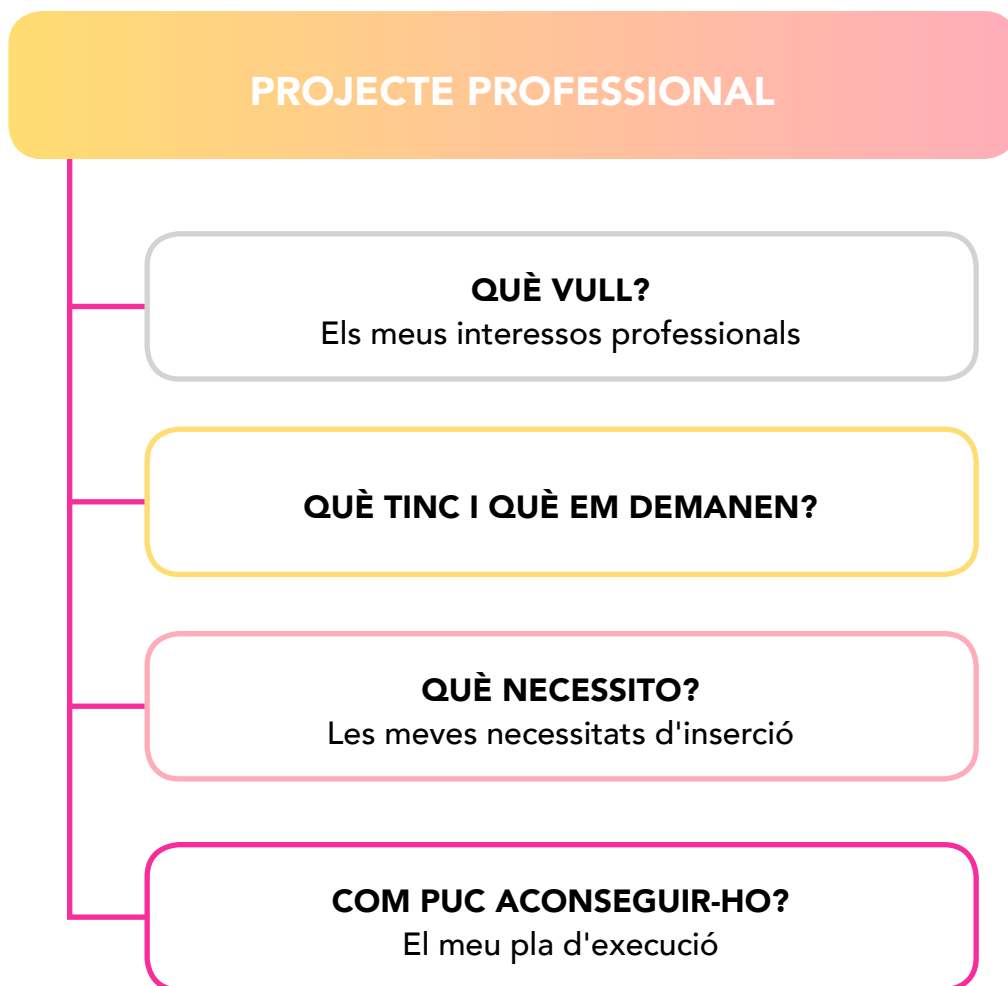 PROJECTE PROFESSIONAL
QUÈ VULL?
Els meus interessos professionals
QUÈ TINC I QUÈ EM DEMANEN?
QUÈ NECESSITO?
Les meves necessitats d'inserció
COM PUC ACONSEGUIR-HO?
El meu pla d'execució